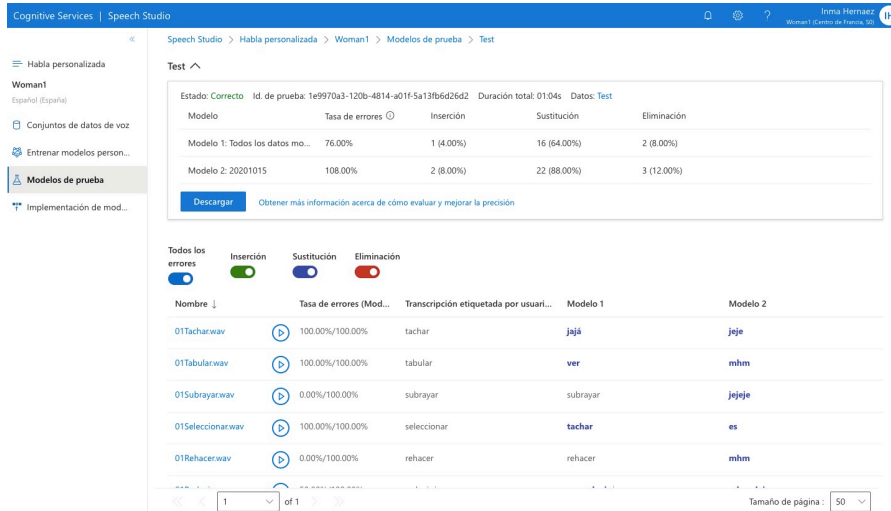 Cognitive Services | Speech Studio
Inma Hernaez
Woman1 (Centro de Francia, S0)
IH
Speech Studio > Habla personalizada > Woman1 > Modelos de prueba > Test
Habla personalizada
Woman1
Español (España)
Conjuntos de datos de voz
Entrenar modelos person...
Modelos de prueba
Implementación de mod...
Test
Estado: Correcto Id. de prueba: 1e9970a3-120b-4814-a01f-5a13fb6d26d2 Duración total: 01:04s Datos: Test
Modelo Tasa de errores Inserción Sustitución Eliminación
Modelo 1: Todos los datos mo... 76.00% 1 (4.00%) 16 (64.00%) 2 (8.00%)
Modelo 2: 20201015 108.00% 2 (8.00%) 22 (88.00%) 3 (12.00%)
Descargar Obtener más información acerca de cómo evaluar y mejorar la precisión
Todos los errores Inserción Sustitución Eliminación
Nombre ↓ Tasa de errores (Mod... Transcripción etiquetada por usuari... Modelo 1 Modelo 2
01Tachar.wav 100.00%/100.00% tachar jajá jeje
01Tabular.wav 100.00%/100.00% tabular ver mhm
01Subrayar.wav 0.00%/100.00% subrayar subrayar jejeje
01Seleccionar.wav 100.00%/100.00% seleccionar tachar es
01Rehacer.wav 0.00%/100.00% rehacer rehacer mhm
1 of 1 Tamaño de página : 50